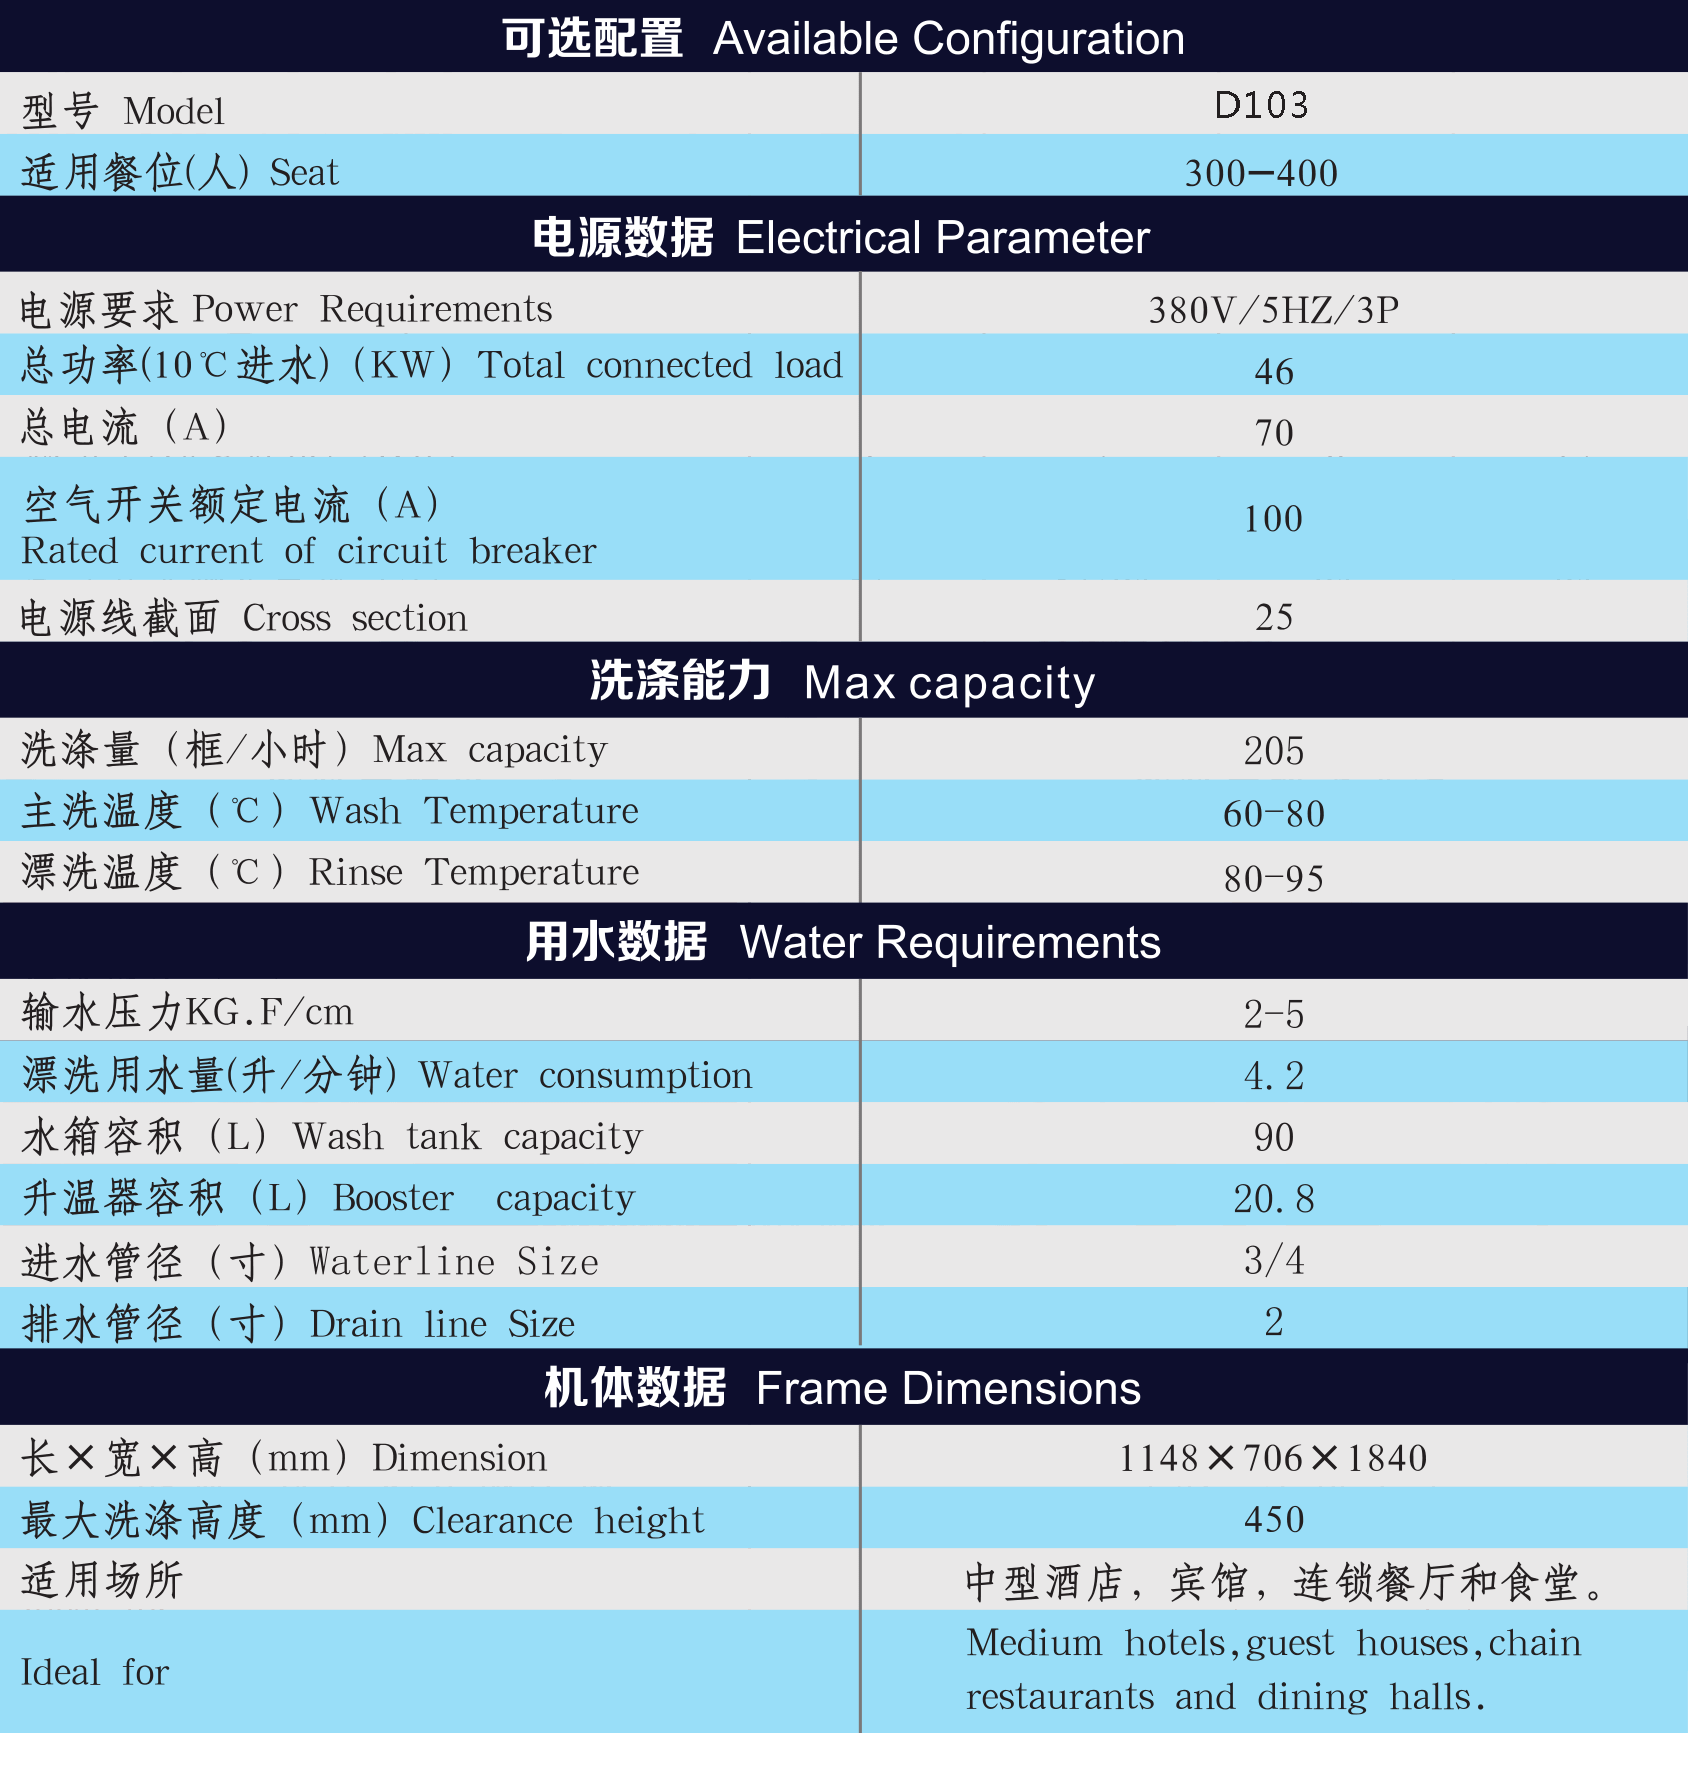 可选配置 Available Configuration
型号 Model D103
适用餐位(人) Seat 300-400
电源数据 Electrical Parameter
电源要求 Power Requirements 380V/5HZ/3P
总功率(10℃进水)（KW）Total connected load 46
总电流（A） 70
空气开关额定电流（A）
Rated current of circuit breaker 100
电源线截面 Cross section 25
洗涤能力 Max capacity
洗涤量（框/小时）Max capacity 205
主洗温度（℃）Wash Temperature 60-80
漂洗温度（℃）Rinse Temperature 80-95
用水数据 Water Requirements
输水压力KG.F/cm 2-5
漂洗用水量(升/分钟) Water consumption 4.2
水箱容积（L）Wash tank capacity 90
升温器容积（L）Booster capacity 20.8
进水管径（寸）Waterline Size 3/4
排水管径（寸）Drain line Size 2
机体数据 Frame Dimensions
长×宽×高（mm）Dimension 1148×706×1840
最大洗涤高度（mm）Clearance height 450
适用场所 中型酒店，宾馆，连锁餐厅和食堂。
Ideal for Medium hotels,guest houses,chain
restaurants and dining halls.